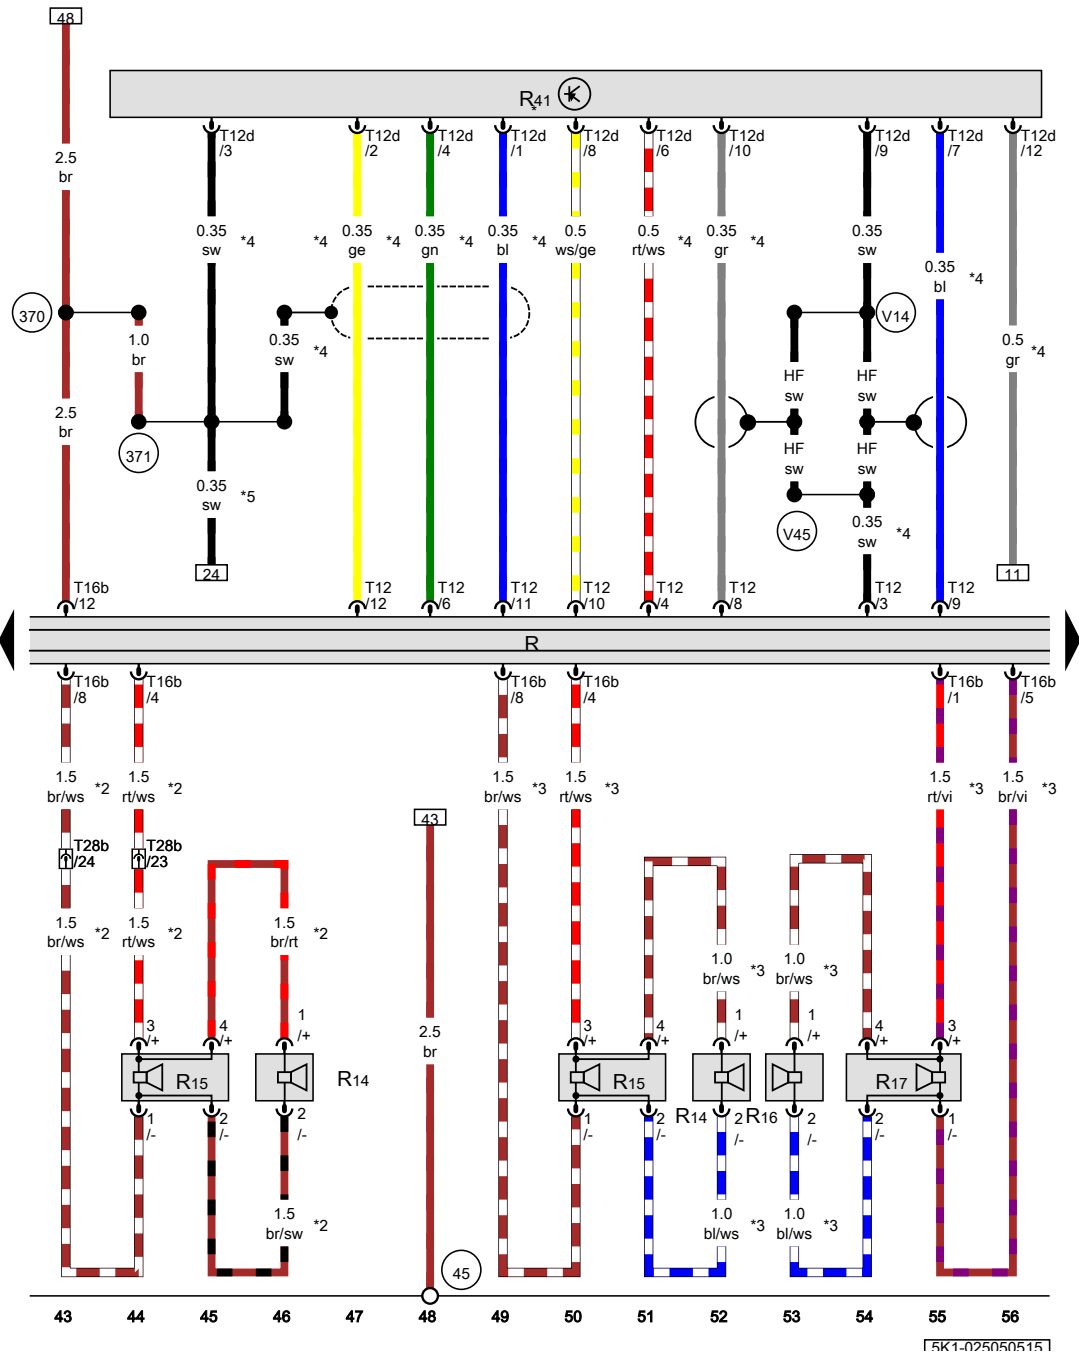 48
R41
*
T12d
/3
T12d
/2
T12d
/4
T12d
/1
T12d
/8
T12d
/6
T12d
/10
T12d
/9
T12d
/7
T12d
/12
2.5
br
0.35
sw
*4
*4
0.35
ge
*4
0.35
gn
*4
0.35
bl
*4
0.5
ws/ge
0.5
rt/ws
*4
0.35
gr
*4
0.35
sw
0.35
bl
*4
370
V14
1.0
br
0.35
sw
*4
HF
sw
HF
sw
0.5
gr
*4
2.5
br
371
HF
sw
HF
sw
0.35
sw
*5
V45
0.35
sw
*4
24
11
T16b
/12
T12
/12
T12
/6
T12
/11
T12
/10
T12
/4
T12
/8
T12
/3
T12
/9
R
T16b
/8
T16b
/4
T16b
/8
T16b
/4
T16b
/1
T16b
/5
1.5
br/ws
*2
1.5
rt/ws
*2
1.5
br/ws
*3
1.5
rt/ws
*3
1.5
rt/vi
*3
1.5
br/vi
*3
43
T28b
/24
T28b
/23
1.5
br/ws
*2
1.5
rt/ws
*2
1.5
br/rt
*2
1.0
br/ws
*3
1.0
br/ws
*3
2.5
br
3
/+
4
/+
1
/+
3
/+
4
/+
1
/+
1
/+
4
/+
3
/+
R15
R14
R15
R17
R14
R16
1
/-
2
/-
2
/-
1
/-
2
/-
2
/-
2
/-
2
/-
1
/-
1.5
br/sw
*2
1.0
bl/ws
*3
1.0
bl/ws
*3
45
43 44 45 46 47 48 49 50 51 52 53 54 55 56
5K1-025050515